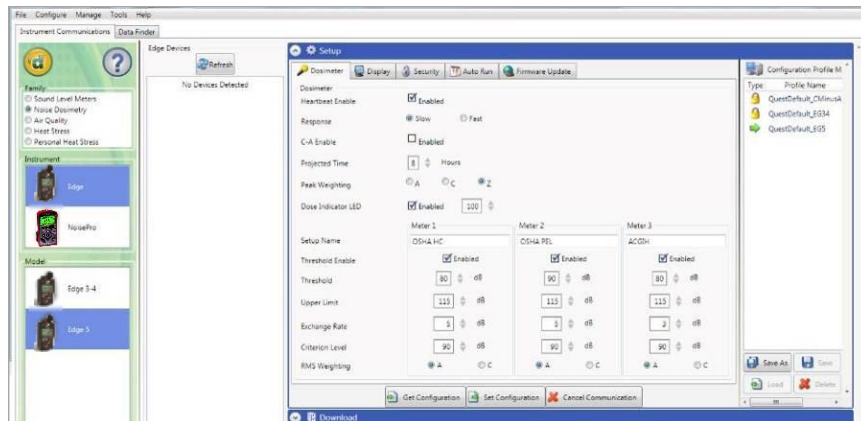 File Configure Manage Tools Help
Instrument Communications Data Finder
Family
Sound Level Meters
Noise Dosimetry
Air Quality
Heat Stress
Personal Heat Stress
Instrument
Edge
NoisePro
Model
Edge 3-4
Edge 5
Edge Devices
Refresh
No Devices Detected
Setup
Dosimeter Display Security Auto Run Firmware Update
Dosimeter
Heartbeat Enable Enabled
Response Slow Fast
C-A Enable Enabled
Projected Time 8 Hours
Peak Weighting A C Z
Dose Indicator LED Enabled 100
Meter 1 Meter 2 Meter 3
Setup Name OSHA HC OSHA PEL ACGIH
Threshold Enable Enabled Enabled Enabled
Threshold 80 dB 90 dB 80 dB
Upper Limit 115 dB 115 dB 115 dB
Exchange Rate 5 dB 5 dB 3 dB
Criterion Level 90 dB 90 dB 90 dB
RMS Weighting A C A C A C
Get Configuration Set Configuration Cancel Communication
Download
Configuration Profile M
Type Profile Name
QuestDefault_CMinusA
QuestDefault_EG34
QuestDefault_EG5
Save As Save
Load Delete